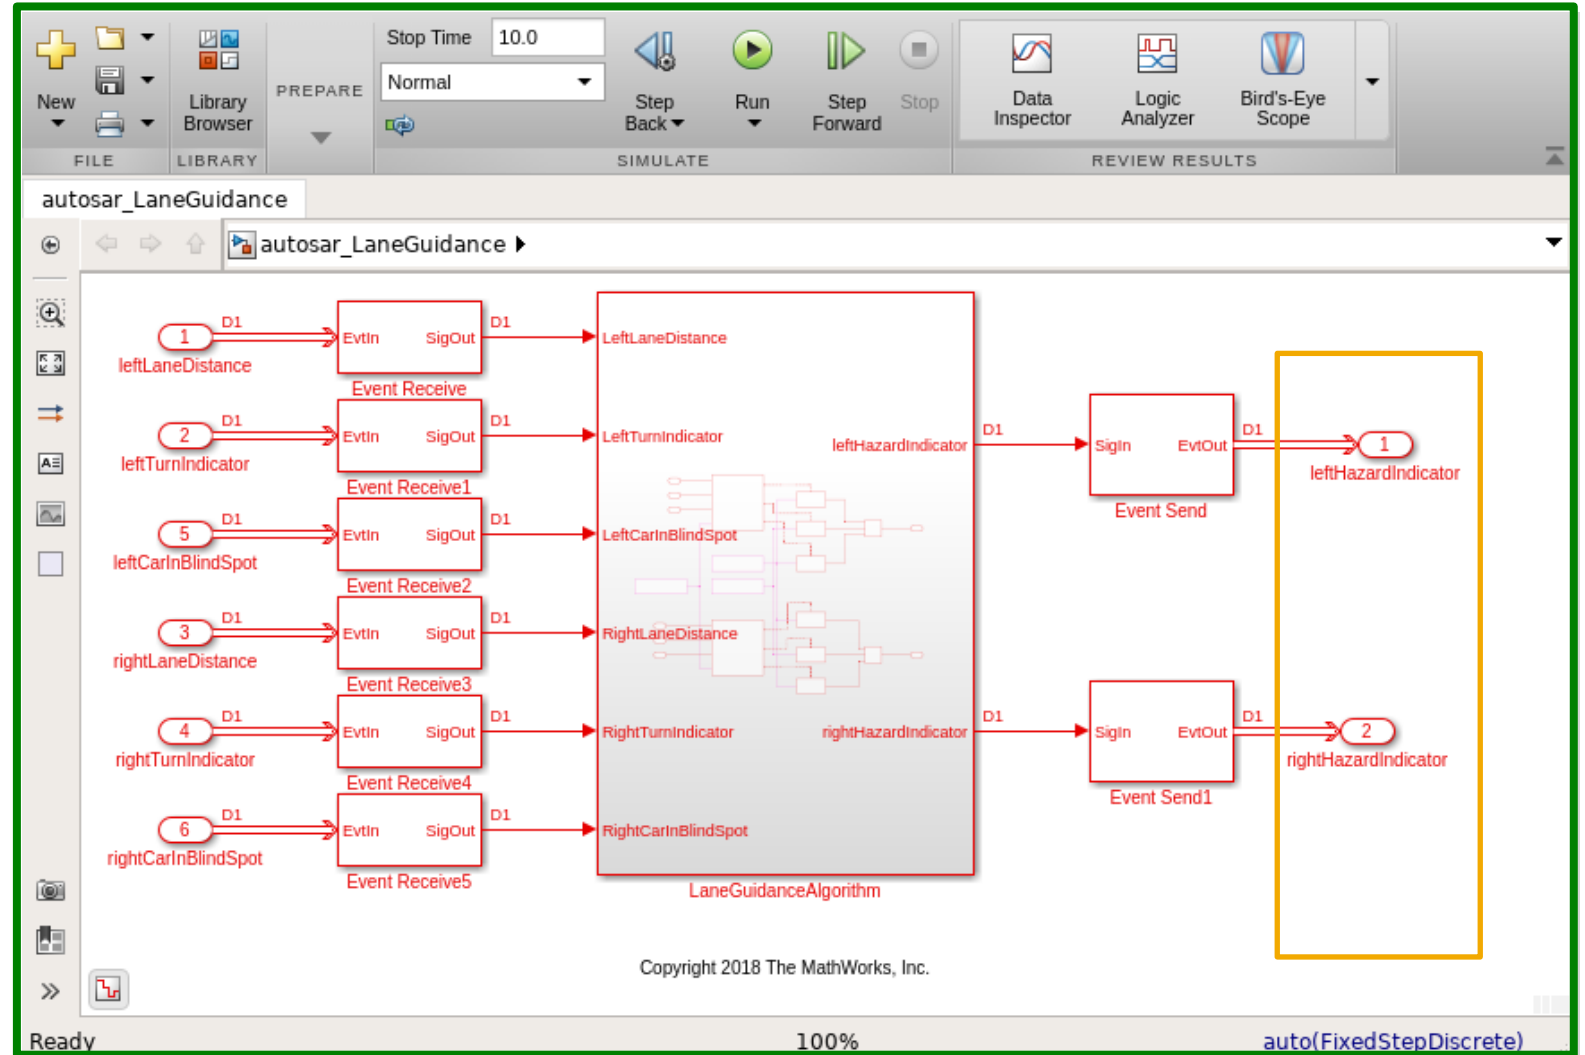 Stop Time 10.0
Normal
New
Library
Browser
PREPARE
Step
Back
Run
Step
Forward
Stop
Data
Inspector
Logic
Analyzer
Bird's-Eye
Scope
FILE
LIBRARY
SIMULATE
REVIEW RESULTS
autosar_LaneGuidance
autosar_LaneGuidance
1
D1
leftLaneDistance
EvtIn SigOut
D1
Event Receive
2
D1
leftTurnIndicator
EvtIn SigOut
D1
Event Receive1
5
D1
leftCarInBlindSpot
EvtIn SigOut
D1
Event Receive2
3
D1
rightLaneDistance
EvtIn SigOut
D1
Event Receive3
4
D1
rightTurnIndicator
EvtIn SigOut
D1
Event Receive4
6
D1
rightCarInBlindSpot
EvtIn SigOut
D1
Event Receive5
LeftLaneDistance
LeftTurnIndicator
LeftCarInBlindSpot
RightLaneDistance
RightTurnIndicator
RightCarInBlindSpot
leftHazardIndicator
rightHazardIndicator
LaneGuidanceAlgorithm
D1
SigIn EvtOut
D1
Event Send
1
leftHazardIndicator
D1
SigIn EvtOut
D1
Event Send1
2
rightHazardIndicator
Copyright 2018 The MathWorks, Inc.
Ready
100%
auto(FixedStepDiscrete)